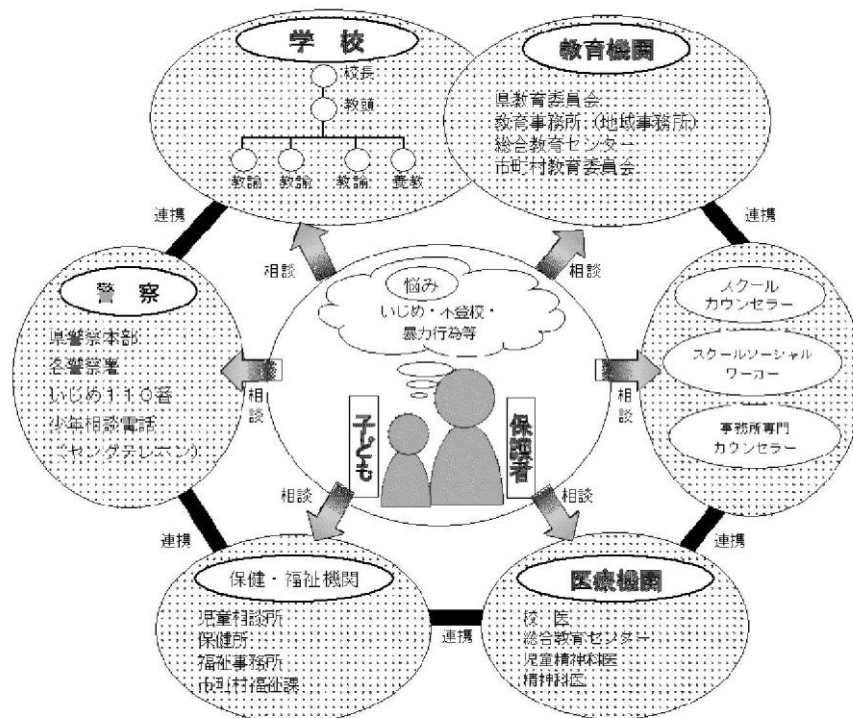 学 校
校長
教頭
教諭 教諭 教諭 養教
教育機関
県教育委員会
教育事務所（地域事務所）
総合教育センター
市町村教育委員会
連携
連携
相談
相談
悩み
いじめ・不登校・
暴力行為等
警 察
県警察本部
各警察署
いじめ１１０番
少年相談電話
（ヤングテレホン）
相談
相談
スクール
カウンセラー
スクールソーシャル
ワーカー
事務所専門
カウンセラー
子ども
保護者
相談
相談
連携
連携
保健・福祉機関
児童相談所
保健所
福祉事務所
市町村福祉課
連携
医療機関
校 医
総合教育センター
児童精神科医
精神科医